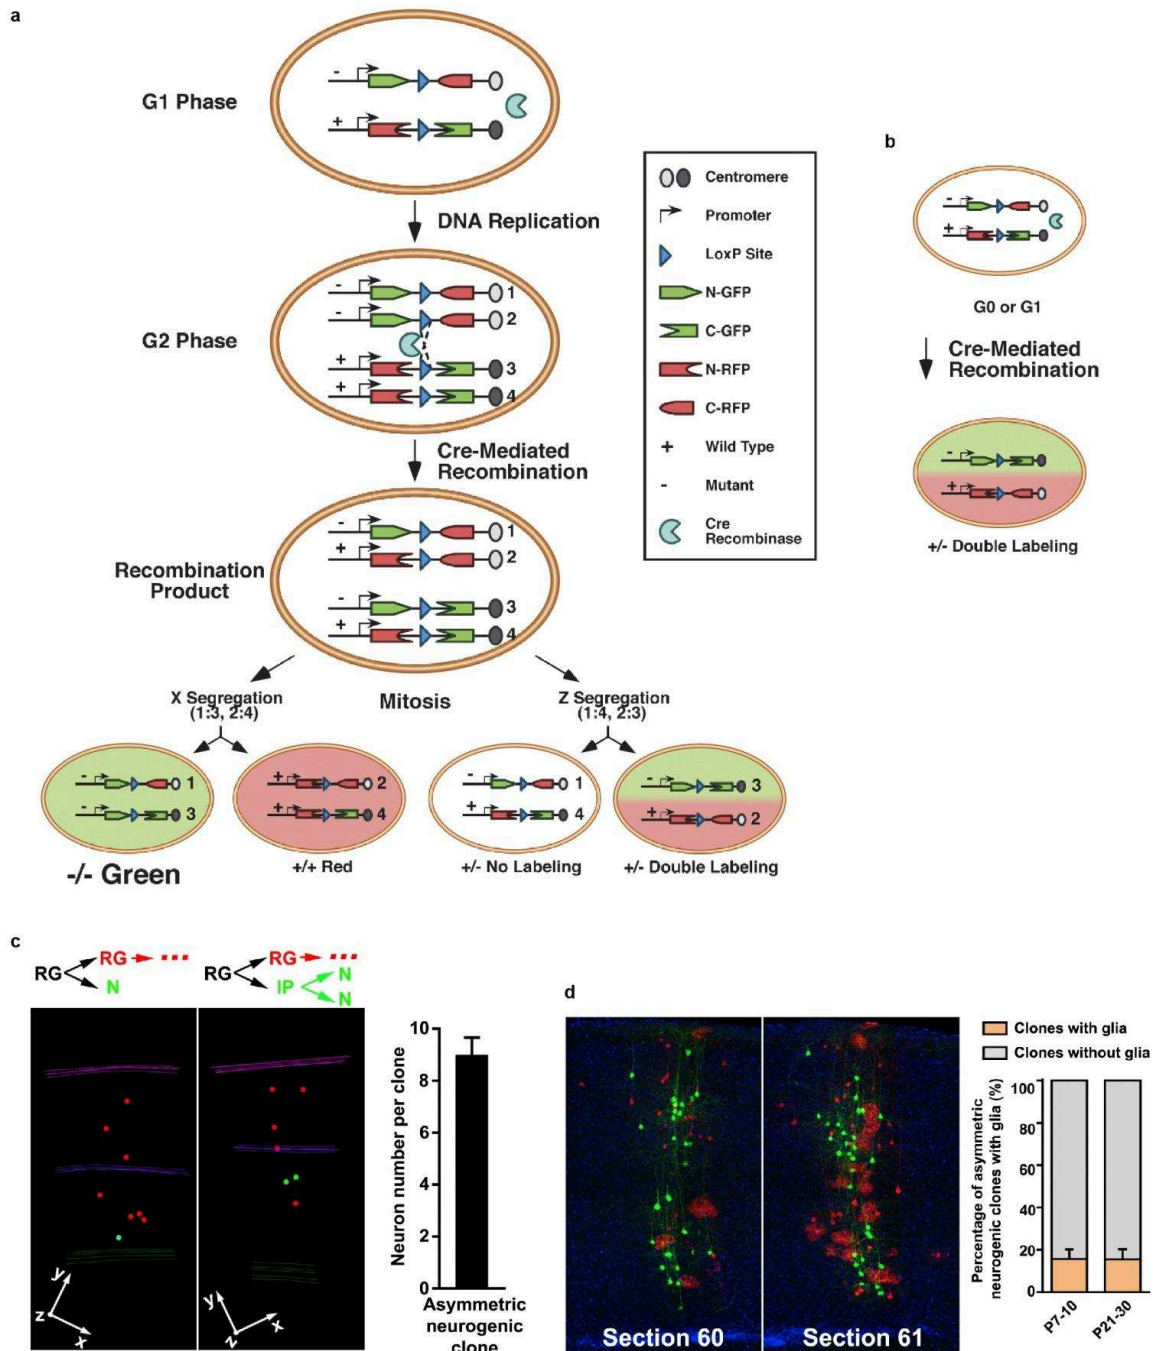 a
G1 Phase
-
+
DNA Replication
G2 Phase
- 1
- 2
+ 3
+ 4
Cre-Mediated
Recombination
Recombination
Product
- 1
+ 2
- 3
+ 4
X Segregation
(1:3, 2:4)
Mitosis
Z Segregation
(1:4, 2:3)
- 1
- 3
+ 2
+ 4
- 1
+ 4
- 3
+ 2
-/- Green
+/+ Red
+/- No Labeling
+/- Double Labeling
Centromere
Promoter
LoxP Site
N-GFP
C-GFP
N-RFP
C-RFP
+ Wild Type
- Mutant
Cre
Recombinase
b
-
+
G0 or G1
Cre-Mediated
Recombination
-
+
+/- Double Labeling
c
RG RG
N
RG RG
IP N
N
y
z
x
y
z
x
Neuron number per clone
10
8
6
4
2
0
Asymmetric
neurogenic
clone
d
Section 60
Section 61
Clones with glia
Clones without glia
Percentage of asymmetric
neurogenic clones with glia (%)
100
80
60
40
20
0
P7-10
P21-30